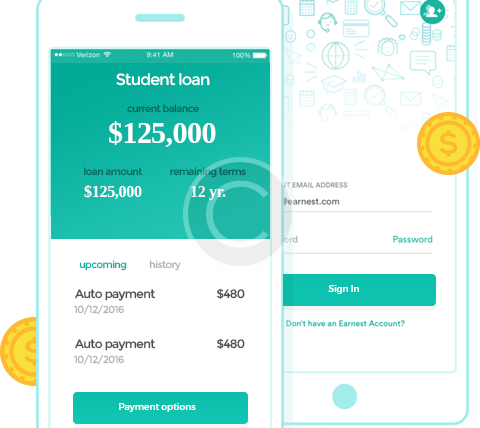 Verizon 9:41 AM 100%
Student loan
current balance
$125,000
loan amount remaining terms
$125,000 12 yr.
upcoming history
Auto payment $480
10/12/2016
Auto payment $480
10/12/2016
Payment options
EMAIL ADDRESS
@earnest.com
Password
Sign In
Don't have an Earnest Account?